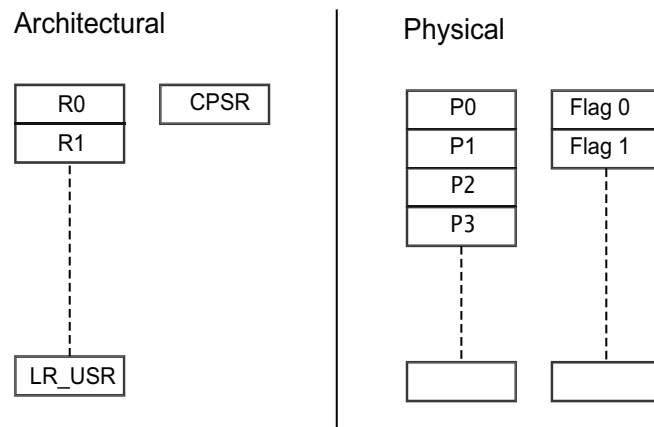 Architectural
R0
R1
CPSR
LR_USR
Physical
P0
P1
P2
P3
Flag 0
Flag 1